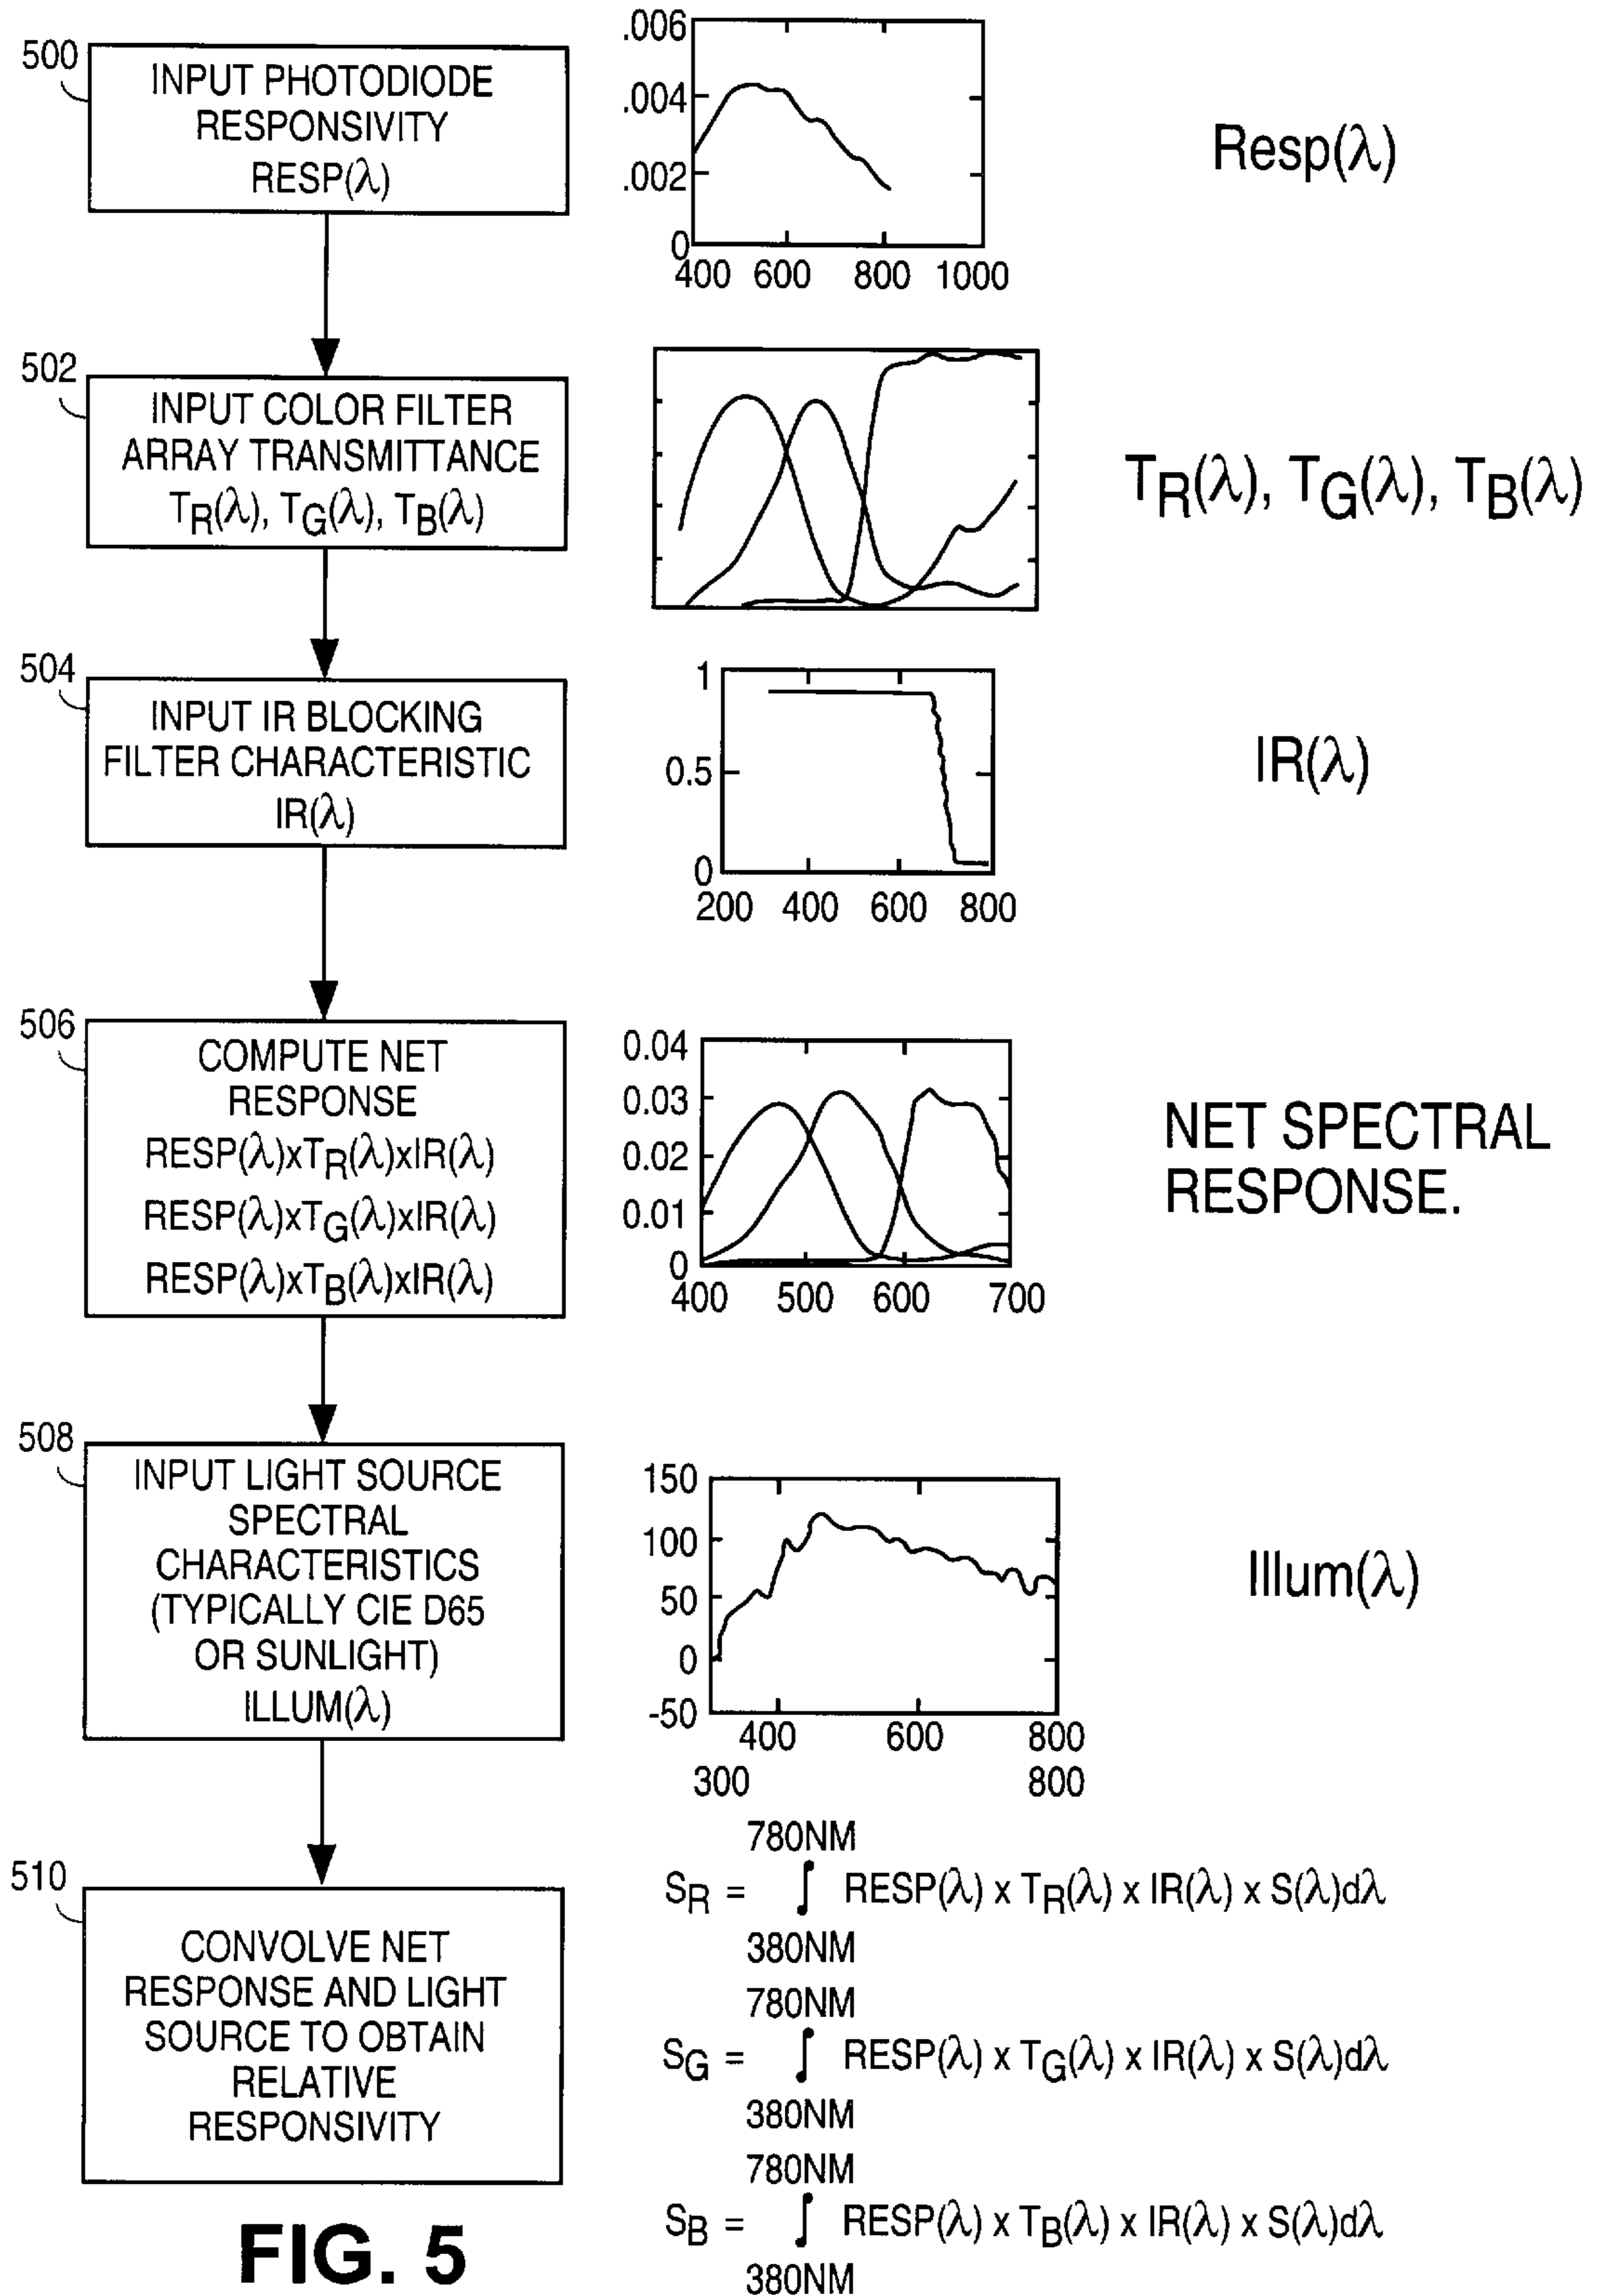 500
INPUT PHOTODIODE
RESPONSIVITY
RESP(λ)
.006
.004
.002
0
400 600 800 1000
Resp(λ)
502
INPUT COLOR FILTER
ARRAY TRANSMITTANCE
TR(λ), TG(λ), TB(λ)
TR(λ), TG(λ), TB(λ)
504
INPUT IR BLOCKING
FILTER CHARACTERISTIC
IR(λ)
1
0.5
0
200 400 600 800
IR(λ)
506
COMPUTE NET
RESPONSE
RESP(λ)xTR(λ)xIR(λ)
RESP(λ)xTG(λ)xIR(λ)
RESP(λ)xTB(λ)xIR(λ)
0.04
0.03
0.02
0.01
0
400 500 600 700
NET SPECTRAL
RESPONSE.
508
INPUT LIGHT SOURCE
SPECTRAL
CHARACTERISTICS
(TYPICALLY CIE D65
OR SUNLIGHT)
ILLUM(λ)
150
100
50
0
-50
400 600 800
300 800
Illum(λ)
510
CONVOLVE NET
RESPONSE AND LIGHT
SOURCE TO OBTAIN
RELATIVE
RESPONSIVITY
780NM
SR = ∫ RESP(λ) x TR(λ) x IR(λ) x S(λ)dλ
380NM
780NM
SG = ∫ RESP(λ) x TG(λ) x IR(λ) x S(λ)dλ
380NM
780NM
SB = ∫ RESP(λ) x TB(λ) x IR(λ) x S(λ)dλ
380NM
FIG. 5